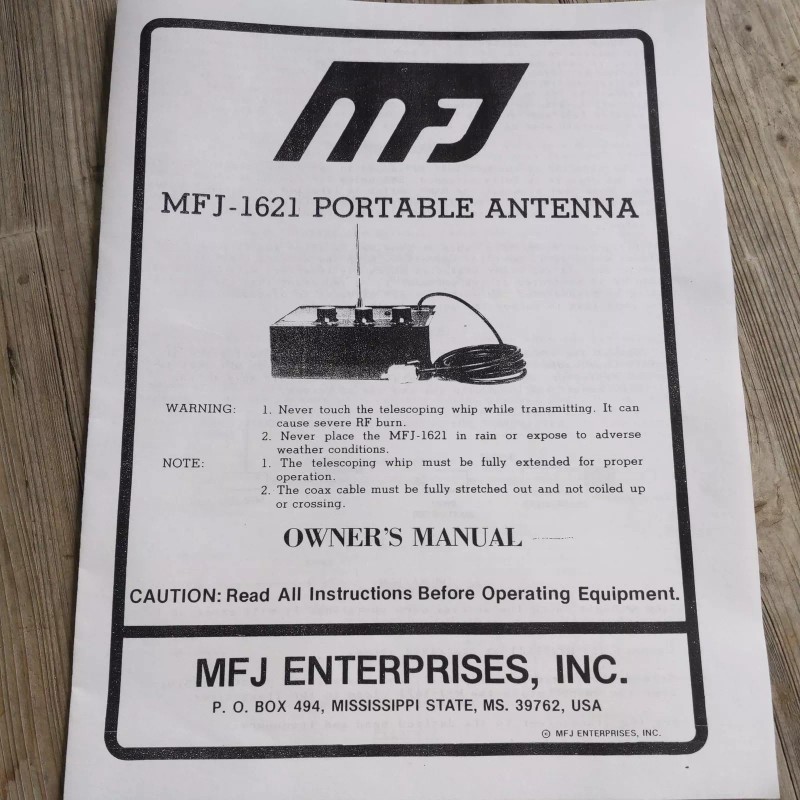 MFJ
MFJ-1621 PORTABLE ANTENNA
WARNING: 1. Never touch the telescoping whip while transmitting. It can
cause severe RF burn.
2. Never place the MFJ-1621 in rain or expose to adverse
weather conditions.
NOTE: 1. The telescoping whip must be fully extended for proper
operation.
2. The coax cable must be fully stretched out and not coiled up
or crossing.
OWNER'S MANUAL
CAUTION: Read All Instructions Before Operating Equipment.
MFJ ENTERPRISES, INC.
P. O. BOX 494, MISSISSIPPI STATE, MS. 39762, USA
© MFJ ENTERPRISES, INC.